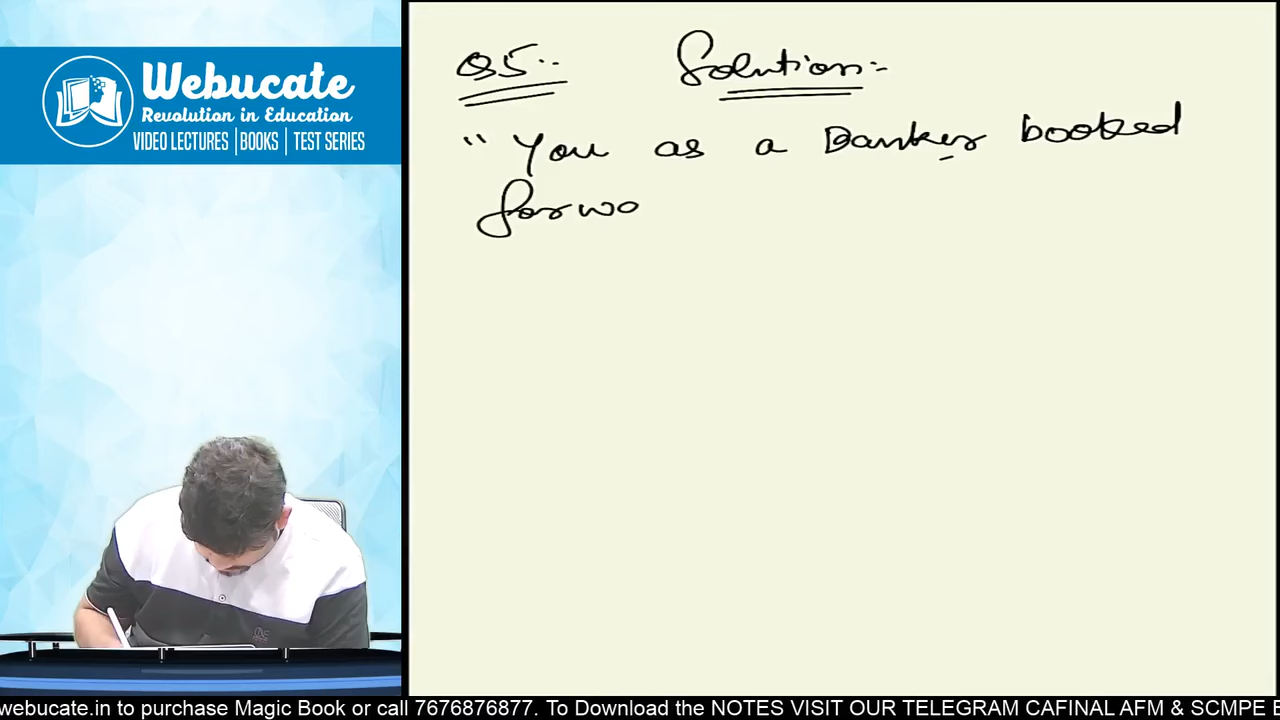 Webucate
Revolution in Education
VIDEO LECTURES | BOOKS | TEST SERIES
Q5:- Solution:-
"You as a Banker booked
forwa
webucate.in to purchase Magic Book or call 7676876877. To Download the NOTES VISIT OUR TELEGRAM CAFINAL AFM & SCMPE